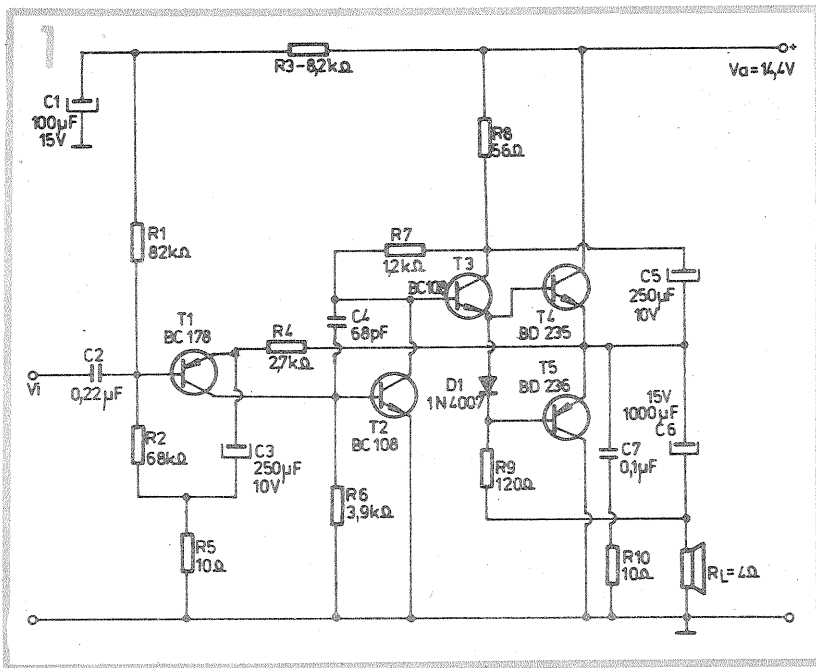 1
R3-8,2kΩ
+
Va=14,4V
C1
100µF
15V
R8
56Ω
R1
82kΩ
R7
1,2kΩ
T3
C5
250µF
10V
T1
BC 178
R4
2,7kΩ
C4
68pF
T4
BD 235
C2
0,22µF
Vi
D1
1N4007
T5
BD 236
15V
1000µF
C6
T2
BC 108
R2
68kΩ
C3
250µF
10V
R9
120Ω
C7
0,1µF
R6
3,9kΩ
R5
10Ω
R10
10Ω
RL=4Ω